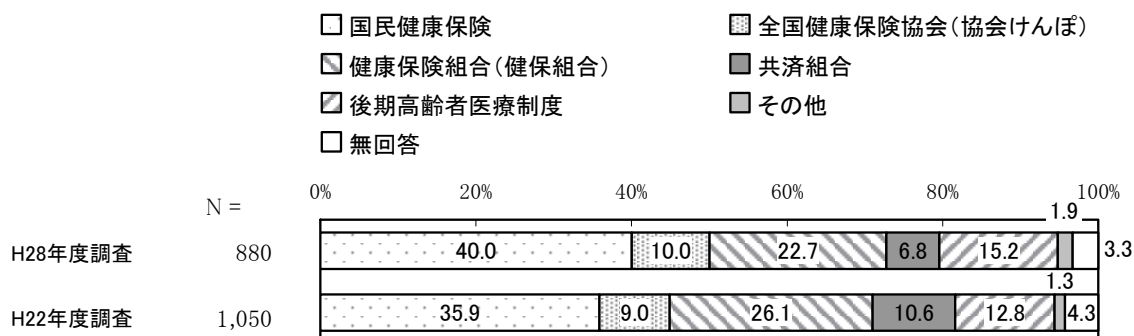 国民健康保険 全国健康保険協会(協会けんぽ)
健康保険組合(健保組合) 共済組合
後期高齢者医療制度 その他
無回答
0% 20% 40% 60% 80% 100%
N =
1.9
H28年度調査 880 40.0 10.0 22.7 6.8 15.2 3.3
1.3
H22年度調査 1,050 35.9 9.0 26.1 10.6 12.8 4.3